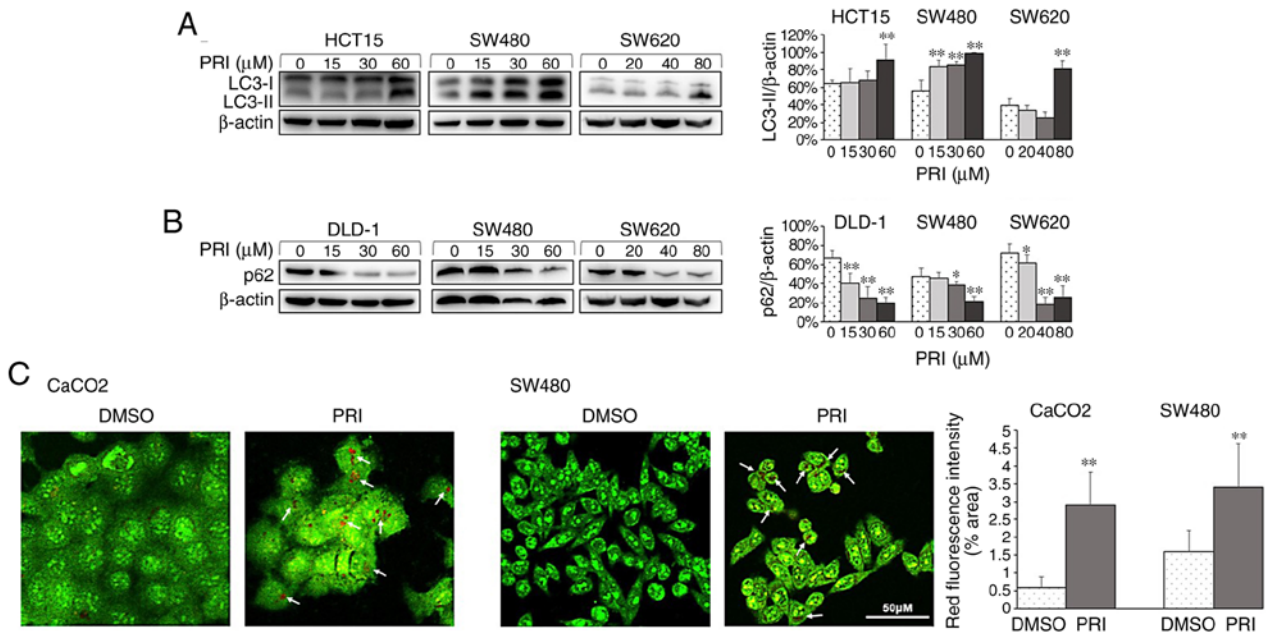 A
HCT15 SW480 SW620
PRI (μM) 0 15 30 60 0 15 30 60 0 20 40 80
LC3-I
LC3-II
β-actin
HCT15 SW480 SW620
120%
100%
80%
60%
40%
20%
0%
LC3-II/β-actin
** ** ** ** **
0 15 30 60 0 15 30 60 0 20 40 80
PRI (μM)
B
DLD-1 SW480 SW620
PRI (μM) 0 15 30 60 0 15 30 60 0 20 40 80
p62
β-actin
DLD-1 SW480 SW620
100%
80%
60%
40%
20%
0%
p62/β-actin
** ** ** * ** * ** **
0 15 30 60 0 15 30 60 0 20 40 80
PRI (μM)
C
CaCO2 SW480
DMSO PRI DMSO PRI
50μM
CaCO2 SW480
5
4.5
4
3.5
3
2.5
2
1.5
1
0.5
0
Red fluorescence intensity
(% area)
** **
DMSO PRI DMSO PRI